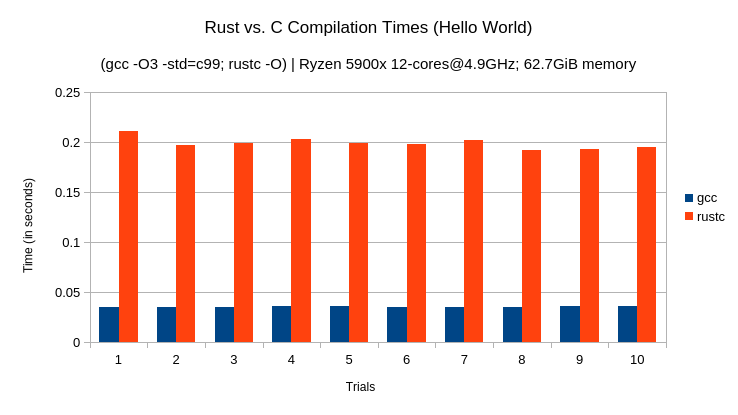 Rust vs. C Compilation Times (Hello World)
(gcc -O3 -std=c99; rustc -O) | Ryzen 5900x 12-cores@4.9GHz; 62.7GiB memory
0.25
0.2
0.15
0.1
0.05
0
Time (in seconds)
1 2 3 4 5 6 7 8 9 10
Trials
gcc
rustc